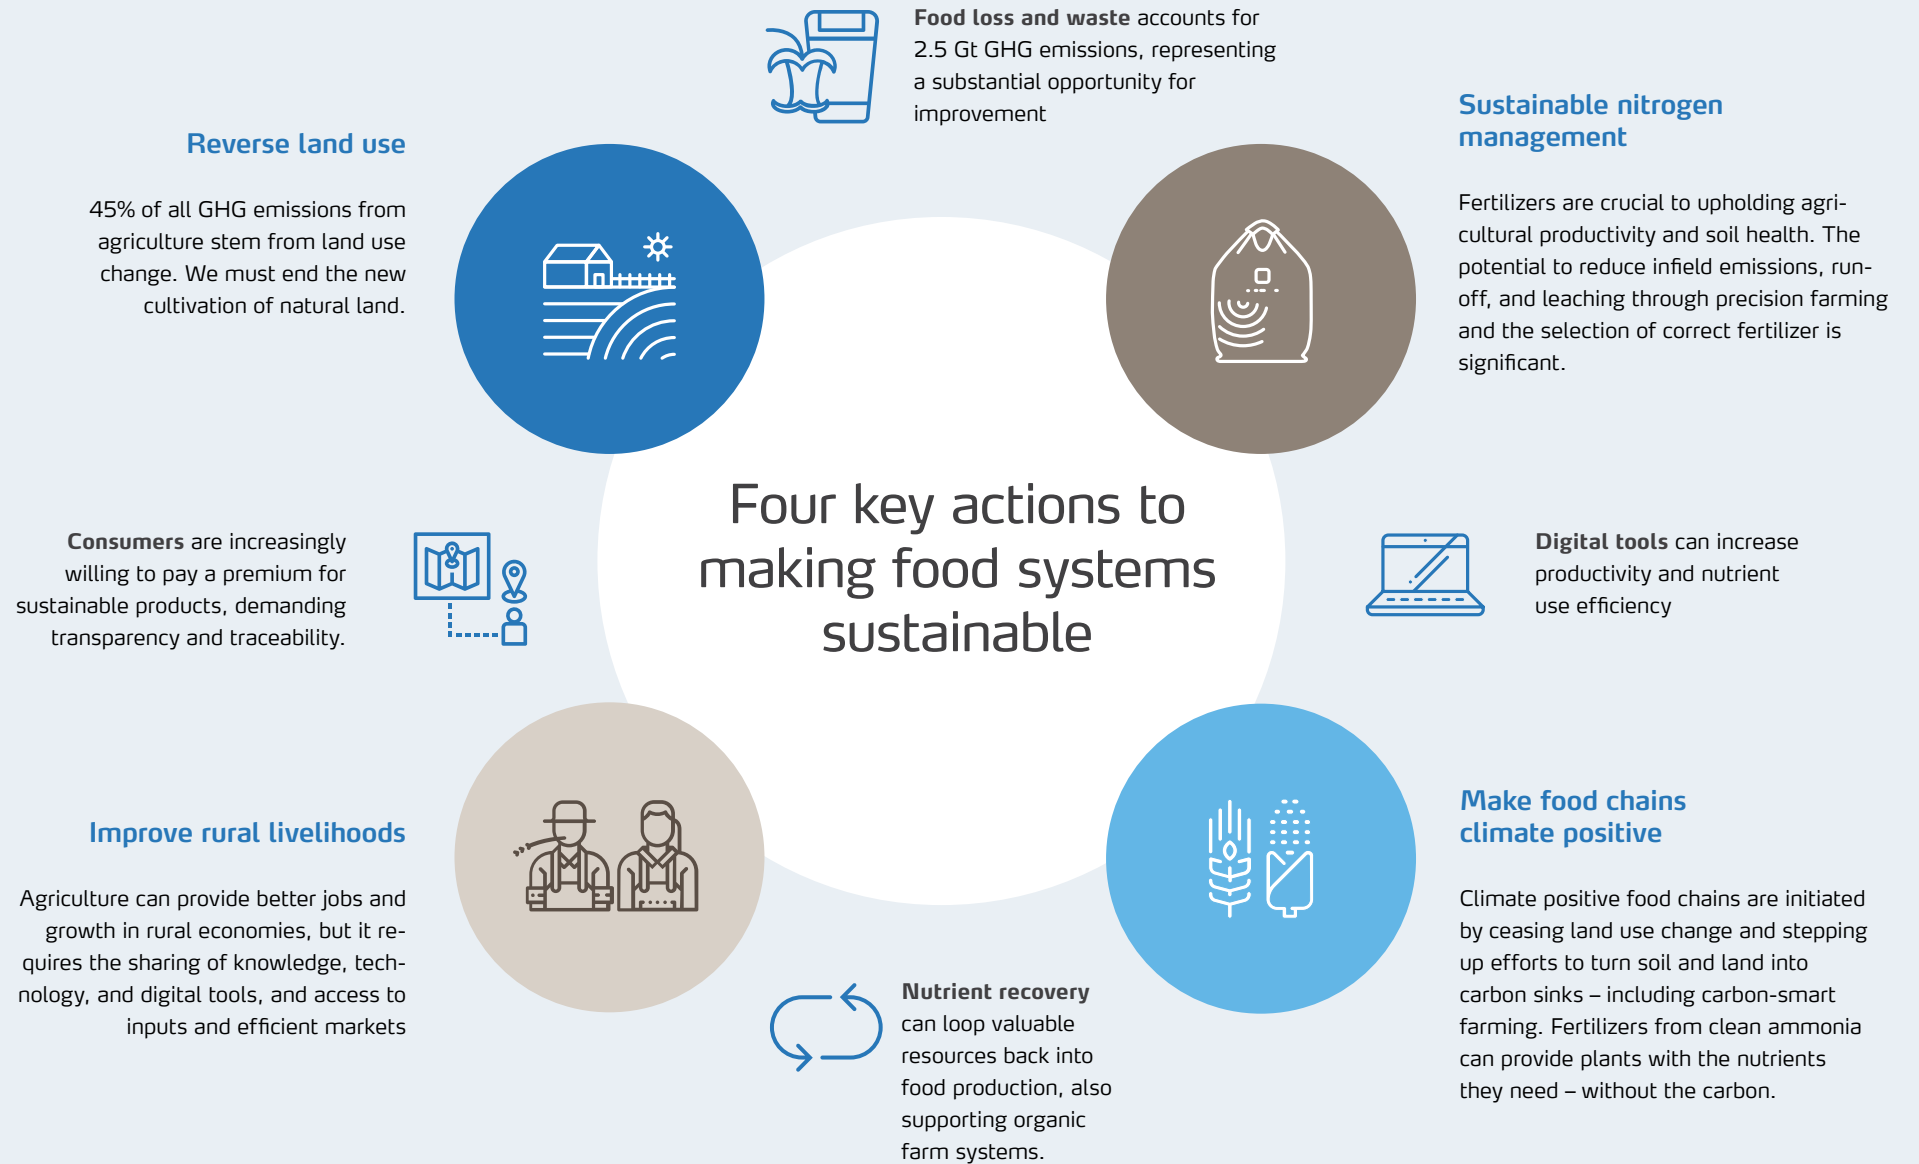 Food loss and waste accounts for
2.5 Gt GHG emissions, representing
a substantial opportunity for
improvement
Reverse land use
45% of all GHG emissions from
agriculture stem from land use
change. We must end the new
cultivation of natural land.
Sustainable nitrogen
management
Fertilizers are crucial to upholding agri-
cultural productivity and soil health. The
potential to reduce infield emissions, run-
off, and leaching through precision farming
and the selection of correct fertilizer is
significant.
Four key actions to
making food systems
sustainable
Consumers are increasingly
willing to pay a premium for
sustainable products, demanding
transparency and traceability.
Digital tools can increase
productivity and nutrient
use efficiency
Improve rural livelihoods
Agriculture can provide better jobs and
growth in rural economies, but it re-
quires the sharing of knowledge, tech-
nology, and digital tools, and access to
inputs and efficient markets
Make food chains
climate positive
Climate positive food chains are initiated
by ceasing land use change and stepping
up efforts to turn soil and land into
carbon sinks – including carbon-smart
farming. Fertilizers from clean ammonia
can provide plants with the nutrients
they need – without the carbon.
Nutrient recovery
can loop valuable
resources back into
food production, also
supporting organic
farm systems.